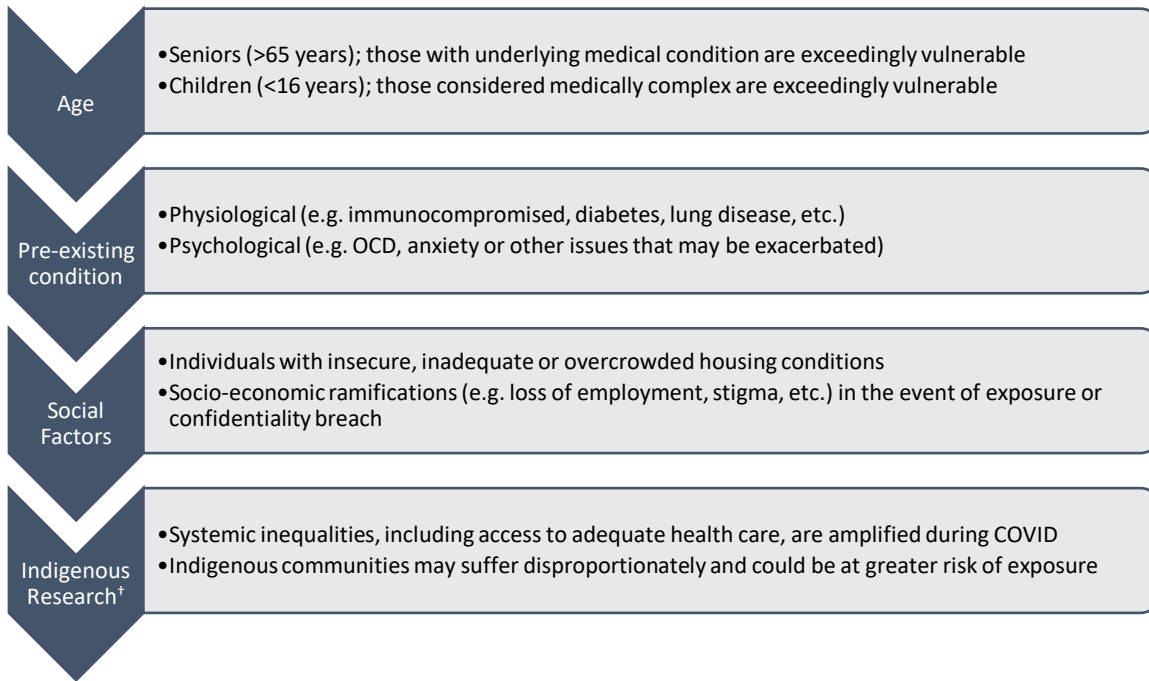 Age
•Seniors (>65 years); those with underlying medical condition are exceedingly vulnerable
•Children (<16 years); those considered medically complex are exceedingly vulnerable
Pre-existing
condition
•Physiological (e.g. immunocompromised, diabetes, lung disease, etc.)
•Psychological (e.g. OCD, anxiety or other issues that may be exacerbated)
Social
Factors
•Individuals with insecure, inadequate or overcrowded housing conditions
•Socio-economic ramifications (e.g. loss of employment, stigma, etc.) in the event of exposure or
confidentiality breach
Indigenous
Research†
•Systemic inequalities, including access to adequate health care, are amplified during COVID
•Indigenous communities may suffer disproportionately and could be at greater risk of exposure